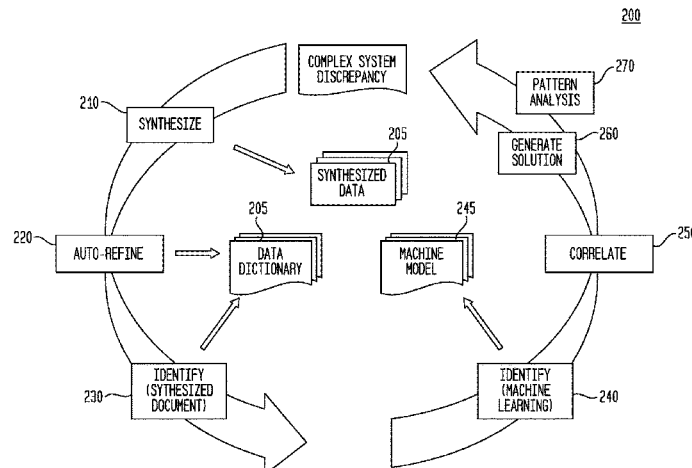 200
COMPLEX SYSTEM
DISCREPANCY
210
SYNTHESIZE
270
PATTERN
ANALYSIS
260
GENERATE
SOLUTION
205
SYNTHESIZED
DATA
220
AUTO-REFINE
205
DATA
DICTIONARY
245
MACHINE
MODEL
250
CORRELATE
230
IDENTIFY
(SYTHESIZED
DOCUMENT)
IDENTIFY
(MACHINE
LEARNING)
240